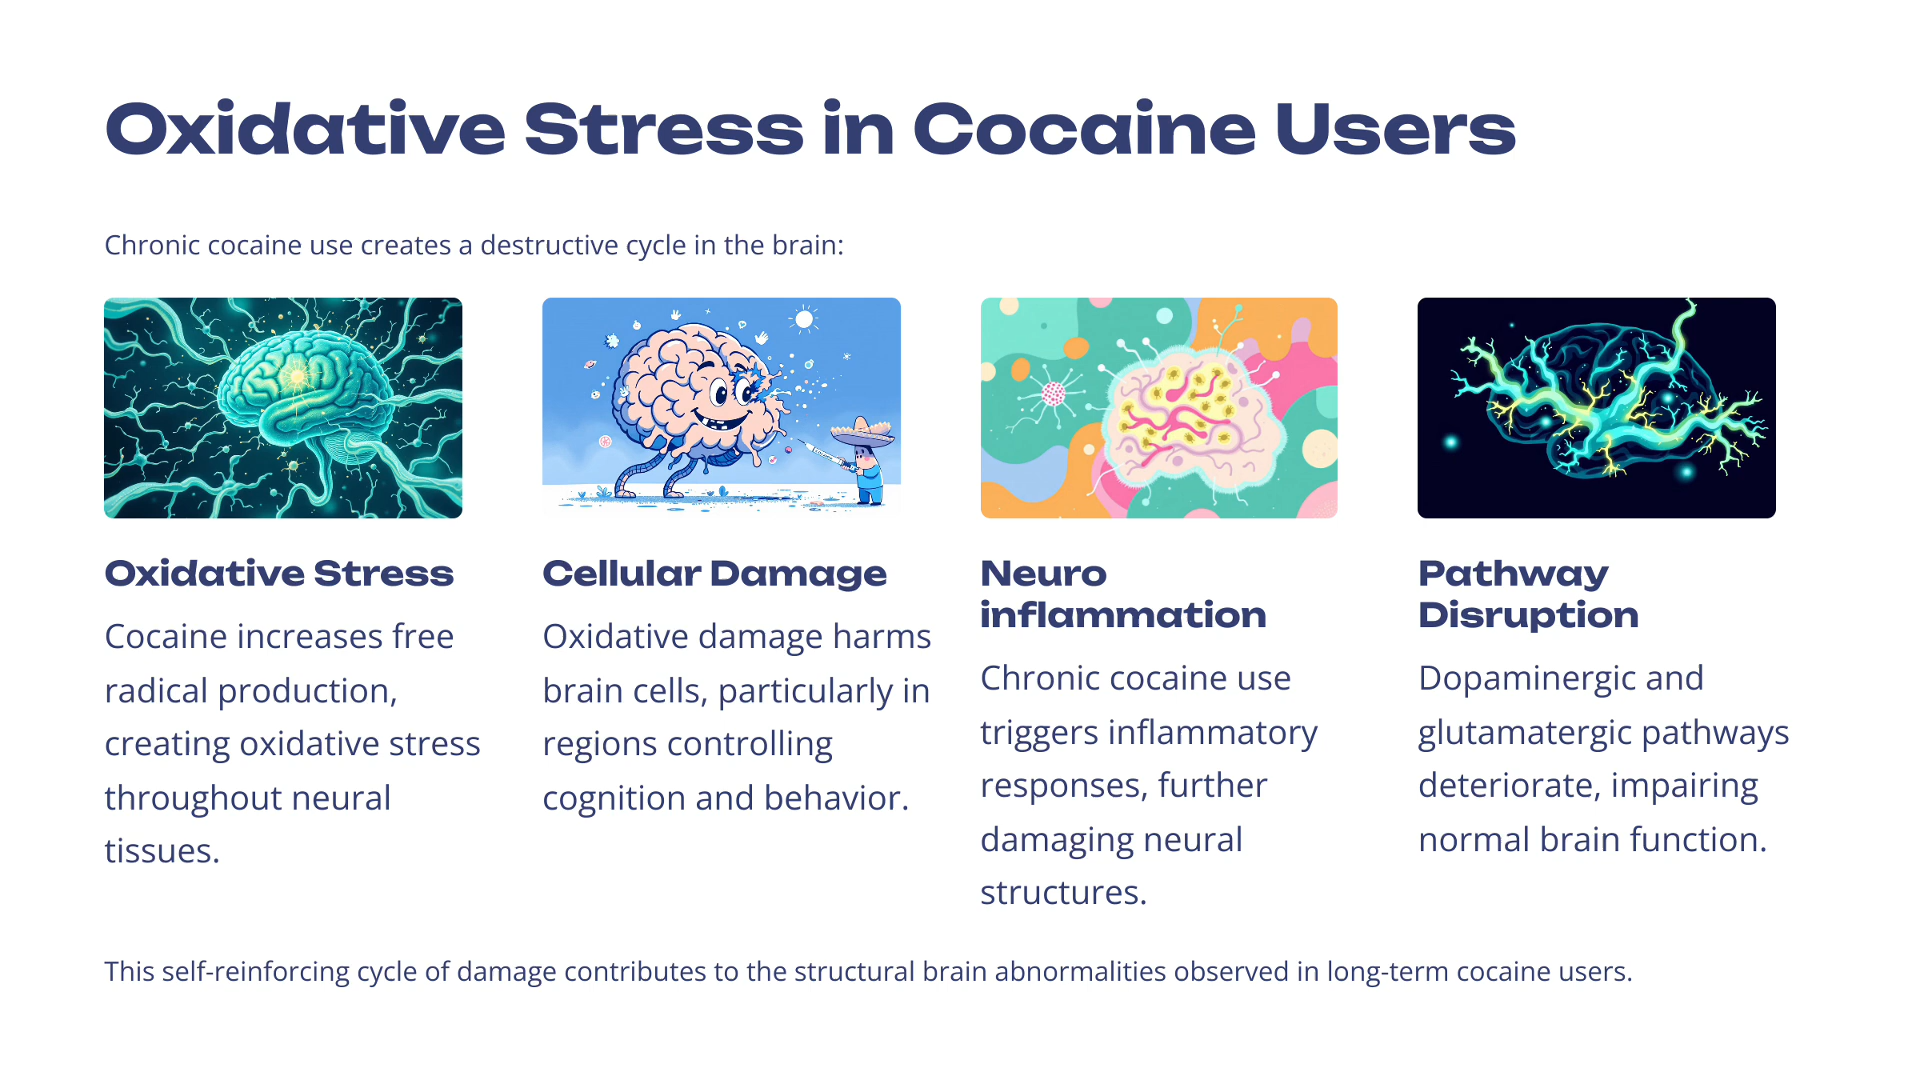 Oxidative Stress in Cocaine Users
Chronic cocaine use creates a destructive cycle in the brain:
Oxidative Stress
Cocaine increases free
radical production,
creating oxidative stress
throughout neural
tissues.
Cellular Damage
Oxidative damage harms
brain cells, particularly in
regions controlling
cognition and behavior.
Neuro
inflammation
Chronic cocaine use
triggers inflammatory
responses, further
damaging neural
structures.
Pathway
Disruption
Dopaminergic and
glutamatergic pathways
deteriorate, impairing
normal brain function.
This self-reinforcing cycle of damage contributes to the structural brain abnormalities observed in long-term cocaine users.